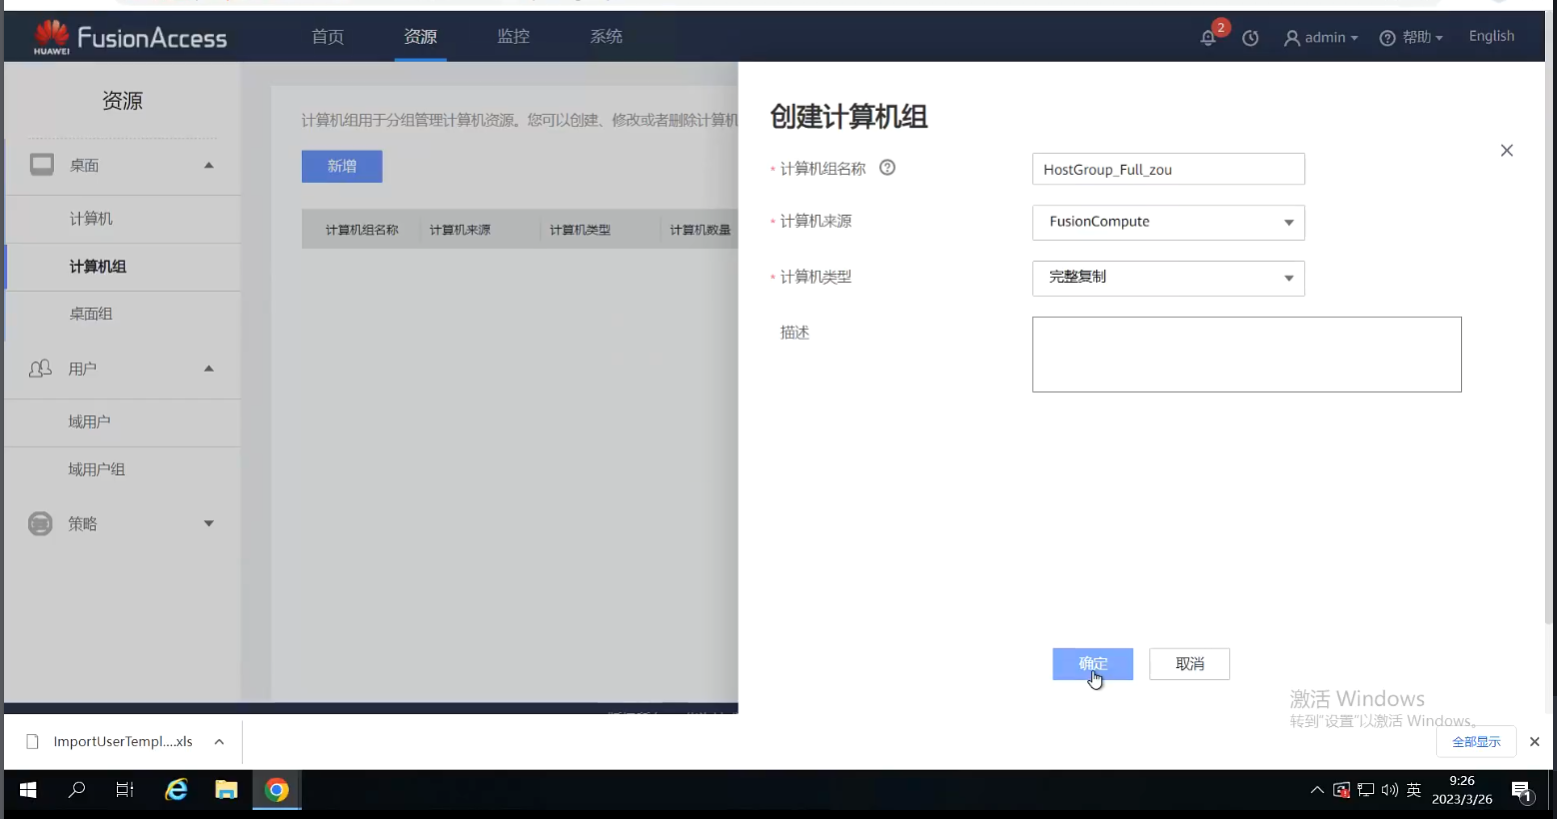 HUAWEI FusionAccess 首页 资源 监控 系统 2 admin 帮助 English
资源
桌面
计算机
计算机组
桌面组
用户
域用户
域用户组
策略
计算机组用于分组管理计算机资源。您可以创建、修改或者删除计算机
新增
计算机组名称 计算机来源 计算机类型 计算机数量
创建计算机组
* 计算机组名称 ? HostGroup_Full_zou
* 计算机来源 FusionCompute
* 计算机类型 完整复制
描述
确定 取消
激活 Windows
转到"设置"以激活 Windows。
ImportUserTempl....xls
全部显示
英 9:26
2023/3/26
1